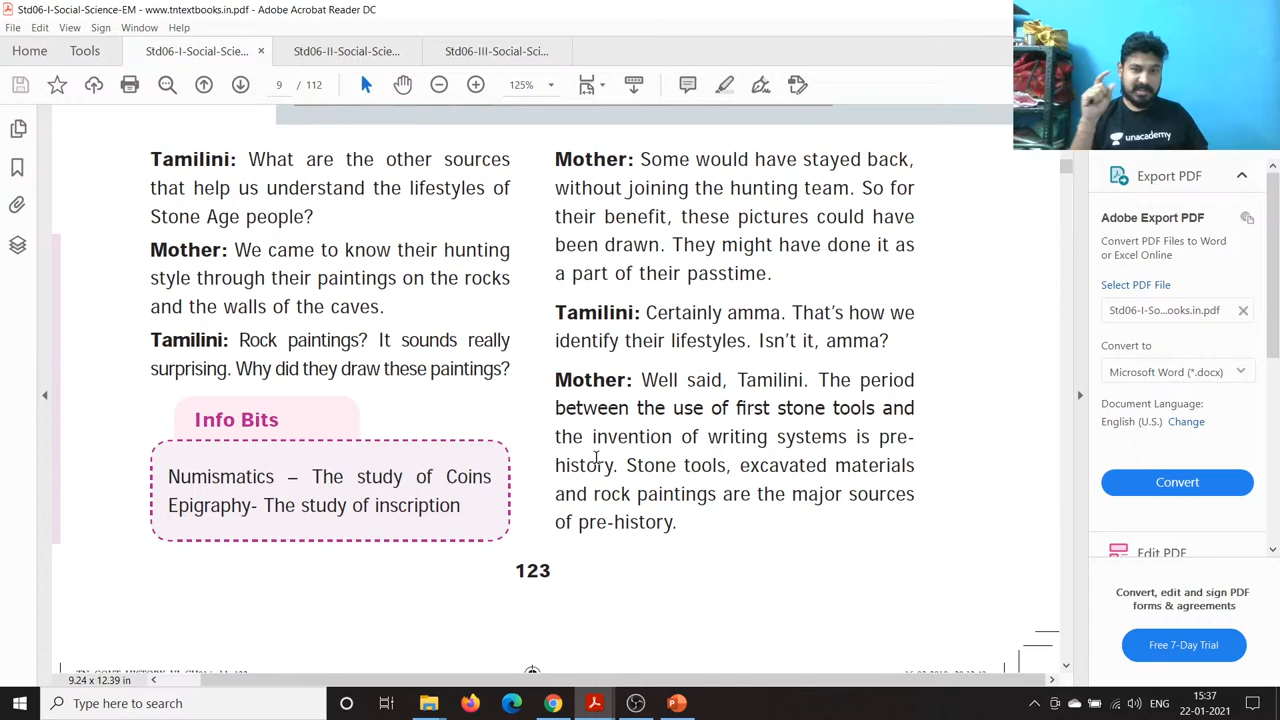 Std06-I-Social-Science-EM - www.tntextbooks.in.pdf - Adobe Acrobat Reader DC
File Edit View Sign Window Help
Home Tools Std06-I-Social-Scie... × Std06-II-Social-Scie... Std06-III-Social-Sci...
9 / 112 125%
Tamilini: What are the other sources
that help us understand the lifestyles of
Stone Age people?
Mother: We came to know their hunting
style through their paintings on the rocks
and the walls of the caves.
Tamilini: Rock paintings? It sounds really
surprising. Why did they draw these paintings?
Info Bits
Numismatics – The study of Coins
Epigraphy- The study of inscription
Mother: Some would have stayed back,
without joining the hunting team. So for
their benefit, these pictures could have
been drawn. They might have done it as
a part of their passtime.
Tamilini: Certainly amma. That's how we
identify their lifestyles. Isn't it, amma?
Mother: Well said, Tamilini. The period
between the use of first stone tools and
the invention of writing systems is pre-
history. Stone tools, excavated materials
and rock paintings are the major sources
of pre-history.
123
9.24 x 12.39 in
unacademy
Export PDF
Adobe Export PDF
Convert PDF Files to Word
or Excel Online
Select PDF File
Std06-I-So...ooks.in.pdf
Convert to
Microsoft Word (*.docx)
Document Language:
English (U.S.) Change
Convert
Edit PDF
Convert, edit and sign PDF
forms & agreements
Free 7-Day Trial
Type here to search
ENG
15:37
22-01-2021